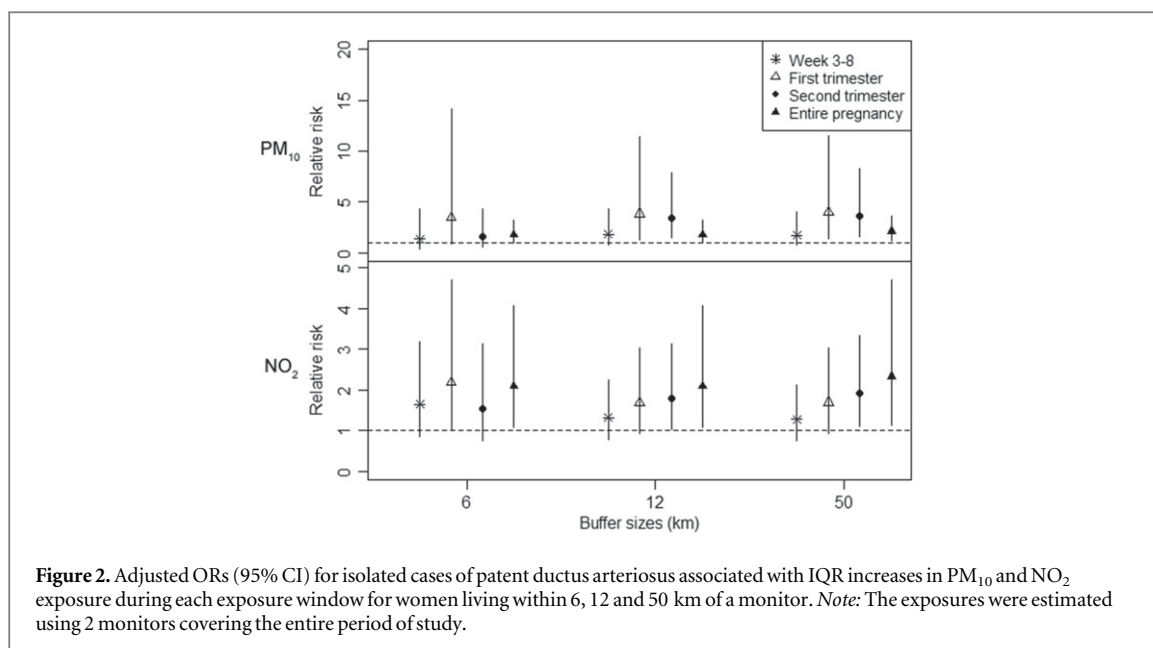 20
15
10
5
0
PM₁₀
Relative risk
✳ Week 3-8
△ First trimester
● Second trimester
▲ Entire pregnancy
5
4
3
2
1
0
NO₂
Relative risk
6
12
50
Buffer sizes (km)
Figure 2. Adjusted ORs (95% CI) for isolated cases of patent ductus arteriosus associated with IQR increases in PM₁₀ and NO₂
exposure during each exposure window for women living within 6, 12 and 50 km of a monitor. Note: The exposures were estimated
using 2 monitors covering the entire period of study.